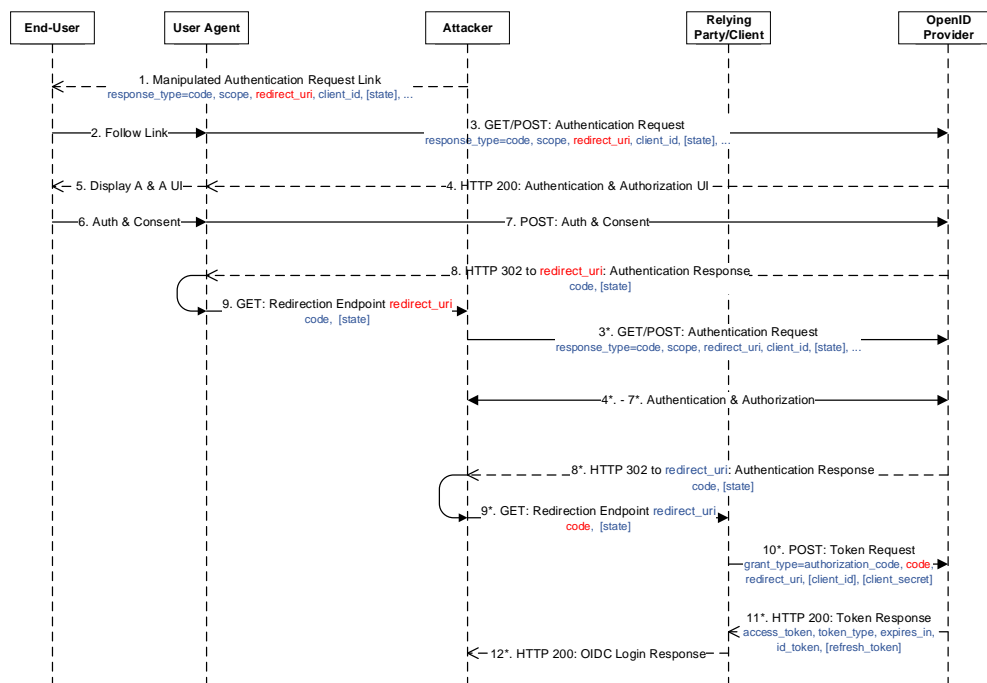 End-User
User Agent
Attacker
Relying
Party/Client
OpenID
Provider
1. Manipulated Authentication Request Link
response_type=code, scope, redirect_uri, client_id, [state], ...
2. Follow Link
3. GET/POST: Authentication Request
response_type=code, scope, redirect_uri, client_id, [state], ...
5. Display A & A UI
4. HTTP 200: Authentication & Authorization UI
6. Auth & Consent
7. POST: Auth & Consent
8. HTTP 302 to redirect_uri: Authentication Response
code, [state]
9. GET: Redirection Endpoint redirect_uri
code, [state]
3*. GET/POST: Authentication Request
response_type=code, scope, redirect_uri, client_id, [state], ...
4*. - 7*. Authentication & Authorization
8*. HTTP 302 to redirect_uri: Authentication Response
code, [state]
9*. GET: Redirection Endpoint redirect_uri
code, [state]
10*. POST: Token Request
grant_type=authorization_code, code,
redirect_uri, [client_id], [client_secret]
11*. HTTP 200: Token Response
access_token, token_type, expires_in,
id_token, [refresh_token]
12*. HTTP 200: OIDC Login Response